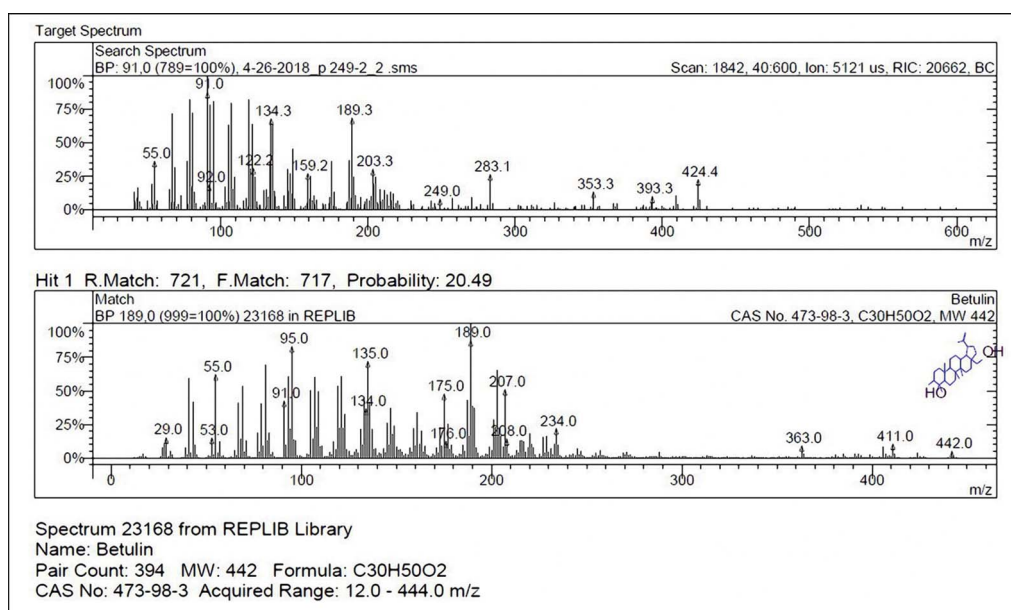 Target Spectrum
Search Spectrum
BP: 91,0 (789=100%), 4-26-2018_p 249-2_2 .sms Scan: 1842, 40:600, Ion: 5121 us, RIC: 20662, BC
100%
75%
50%
25%
0%
91.0
134.3
189.3
55.0
122.2
92.0
159.2
203.3
249.0
283.1
353.3
393.3
424.4
100 200 300 400 500 600
m/z
Hit 1 R.Match: 721, F.Match: 717, Probability: 20.49
Match Betulin
BP 189,0 (999=100%) 23168 in REPLIB CAS No. 473-98-3, C30H50O2, MW 442
100%
75%
50%
25%
0%
189.0
95.0
135.0
55.0
91.0
134.0
175.0
207.0
29.0
53.0
176.0
208.0
234.0
363.0
411.0
442.0
OH
HO
0 100 200 300 400
m/z
Spectrum 23168 from REPLIB Library
Name: Betulin
Pair Count: 394 MW: 442 Formula: C30H50O2
CAS No: 473-98-3 Acquired Range: 12.0 - 444.0 m/z